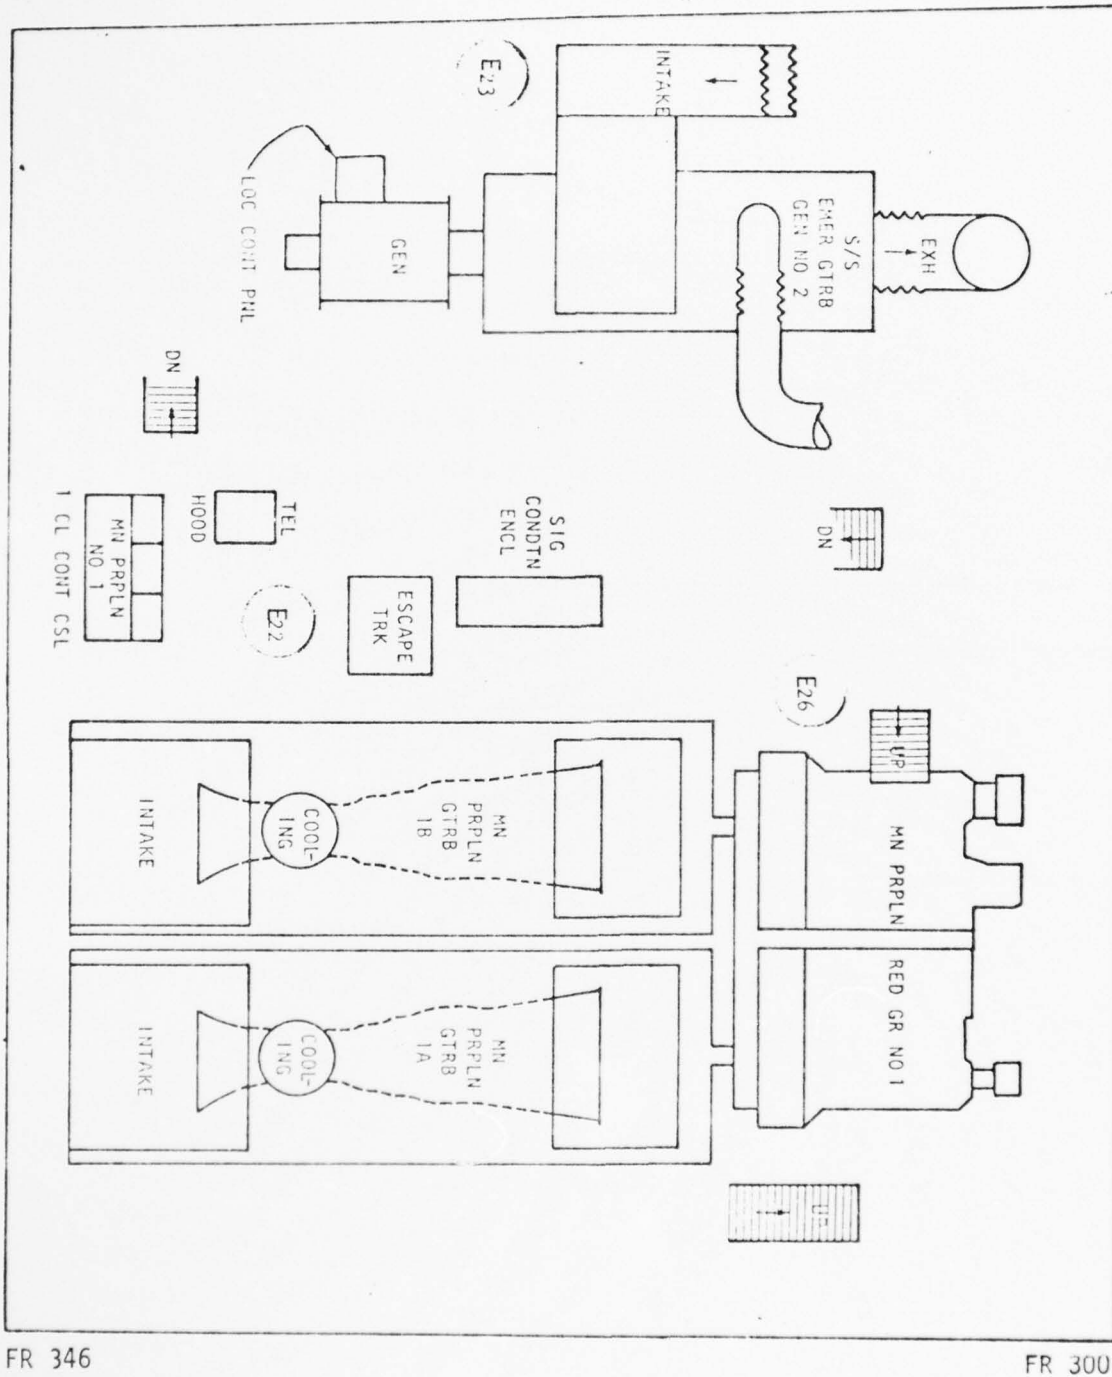 E23
INTAKE
LOC CONT PNL
GEN
S/S
EMER GTRB
GEN NO 2
EXH
DN
TEL
HOOD
1 CL CONT CSL
MN PRPLN
NO 1
E22
ESCAPE
TRK
SIG
CONDTN
ENCL
DN
E26
UP
INTAKE
COOL-
ING
MN
PRPLN
GTRB
1B
MN PRPLN
RED GR NO1
INTAKE
COOL-
ING
MN
PRPLN
GTRB
1A
UP
FR 346
FR 300